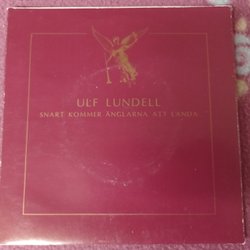 ULF LUNDELL
SNART KOMMER ÄNGLARNA ATT LANDA